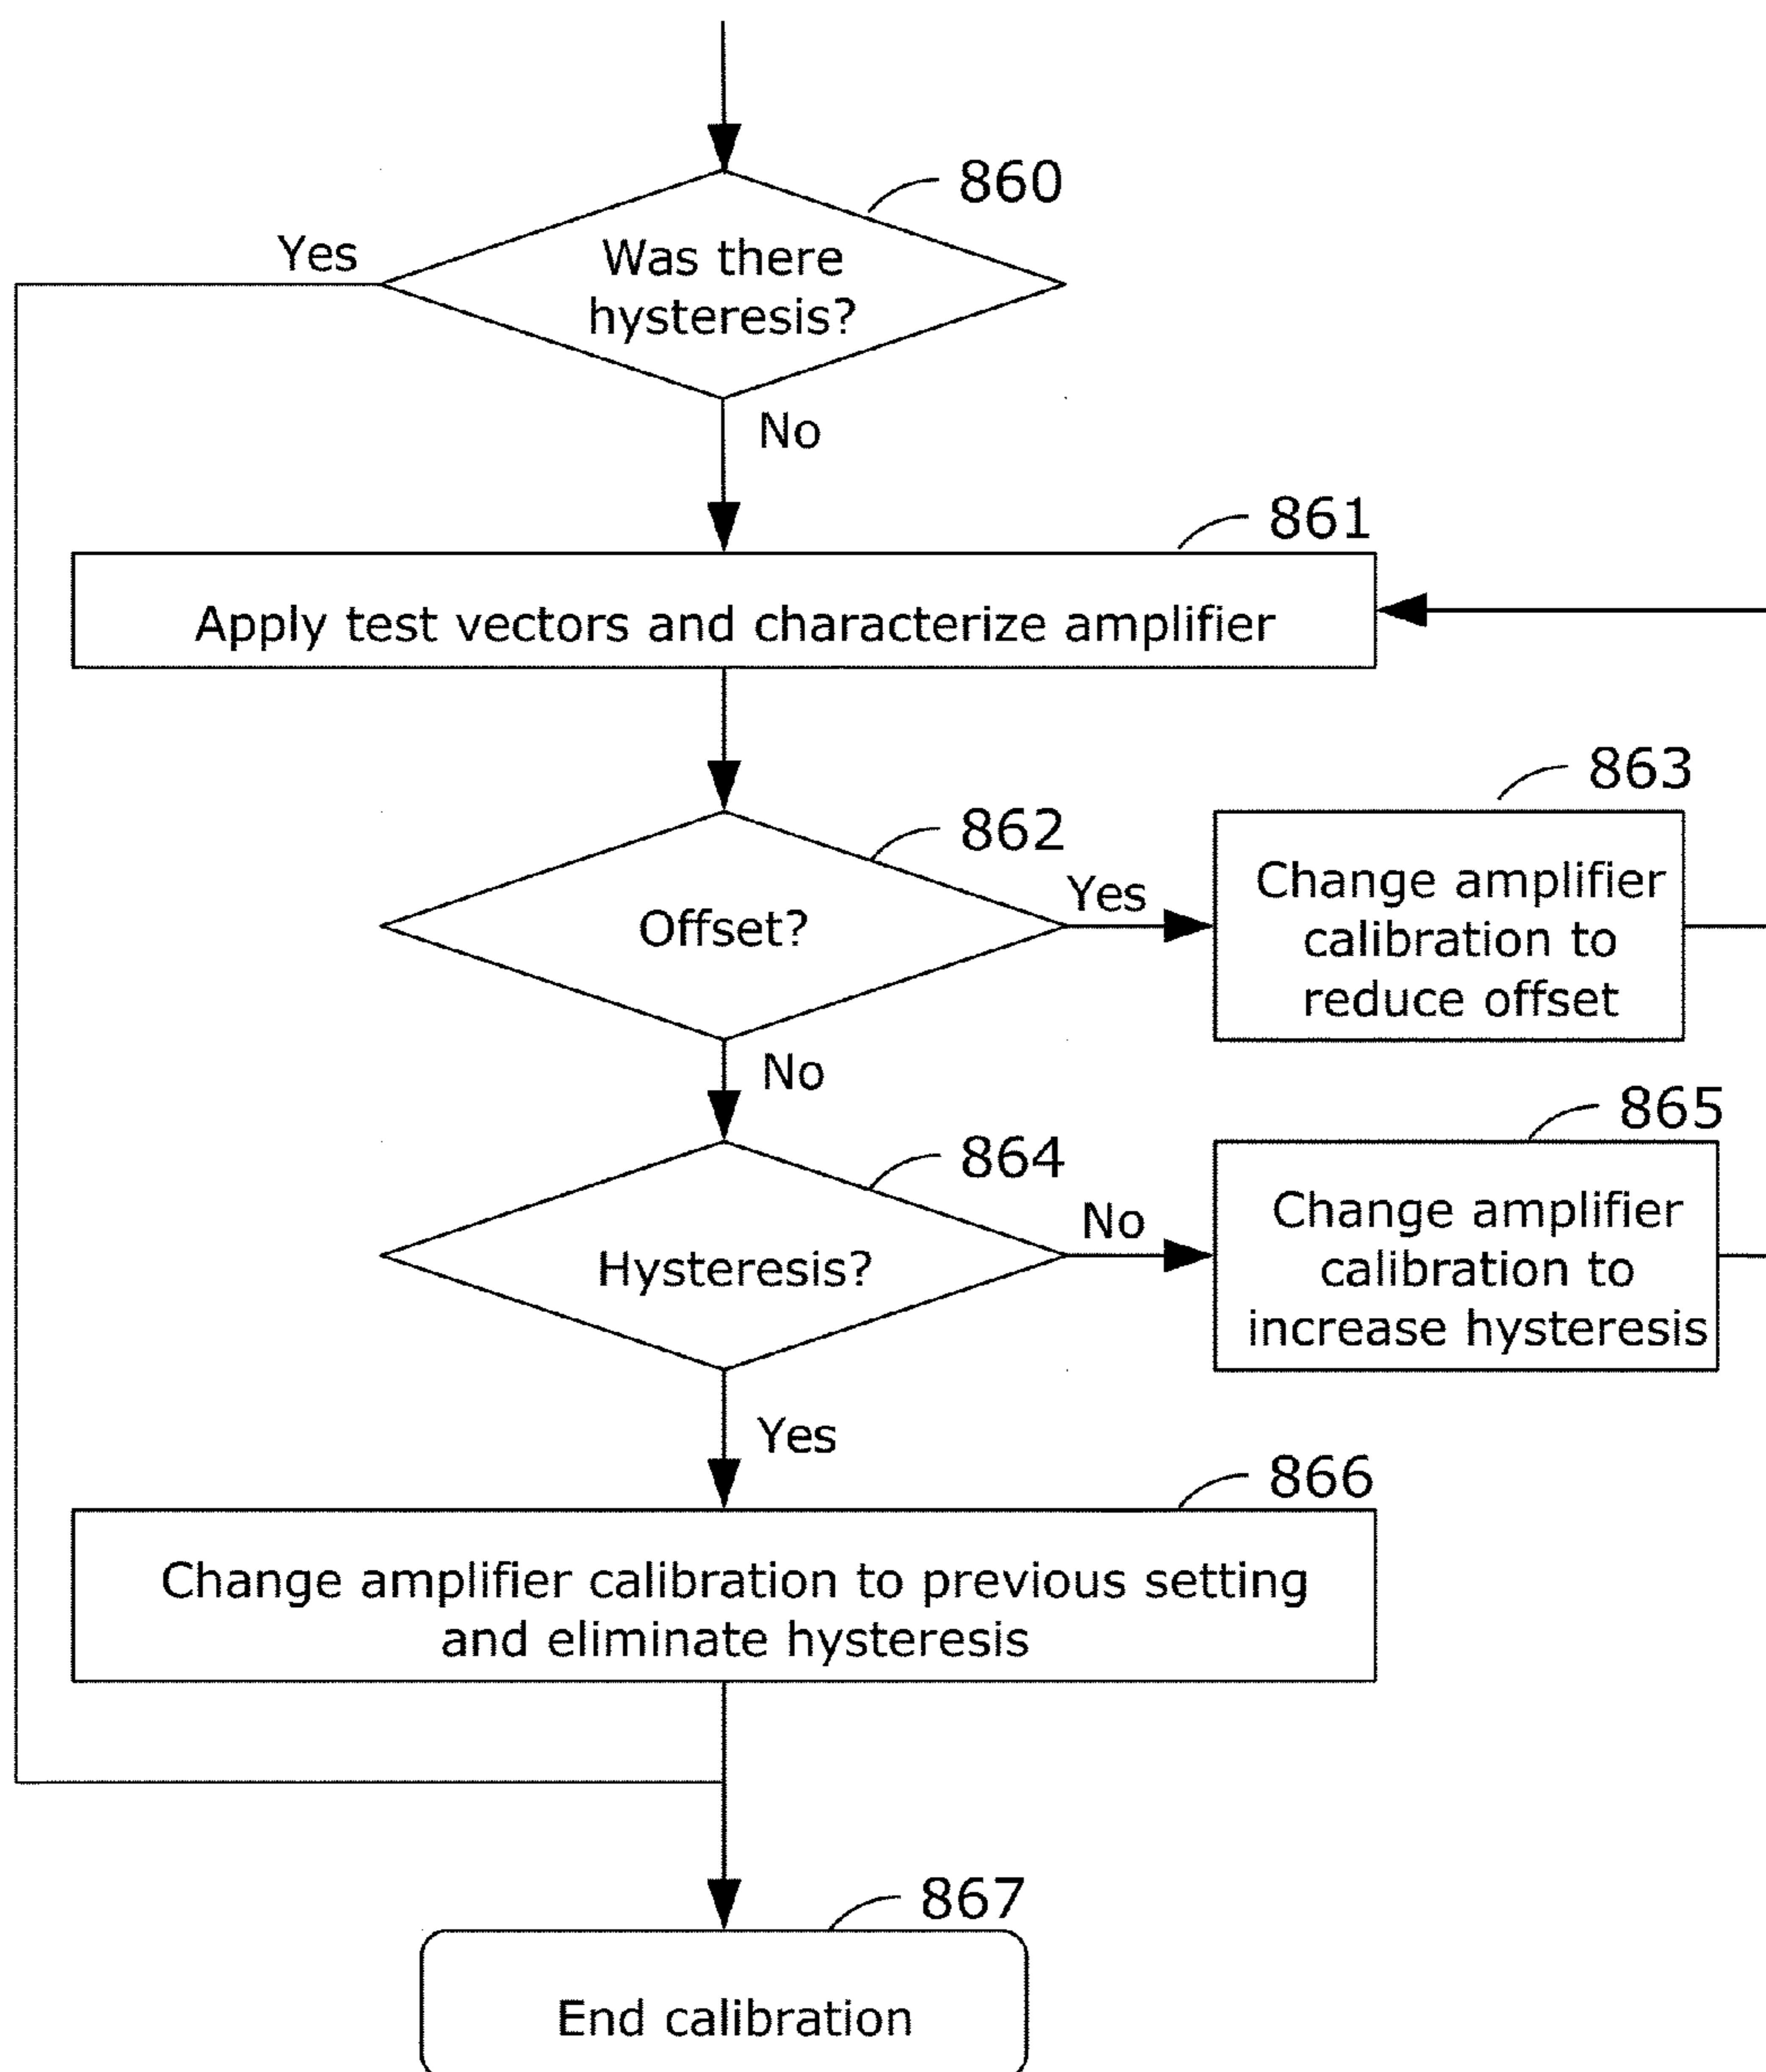 860
Yes
Was there
hysteresis?
No
861
Apply test vectors and characterize amplifier
862
863
Offset?
Yes
Change amplifier
calibration to
reduce offset
No
864
865
Hysteresis?
No
Change amplifier
calibration to
increase hysteresis
Yes
866
Change amplifier calibration to previous setting
and eliminate hysteresis
867
End calibration